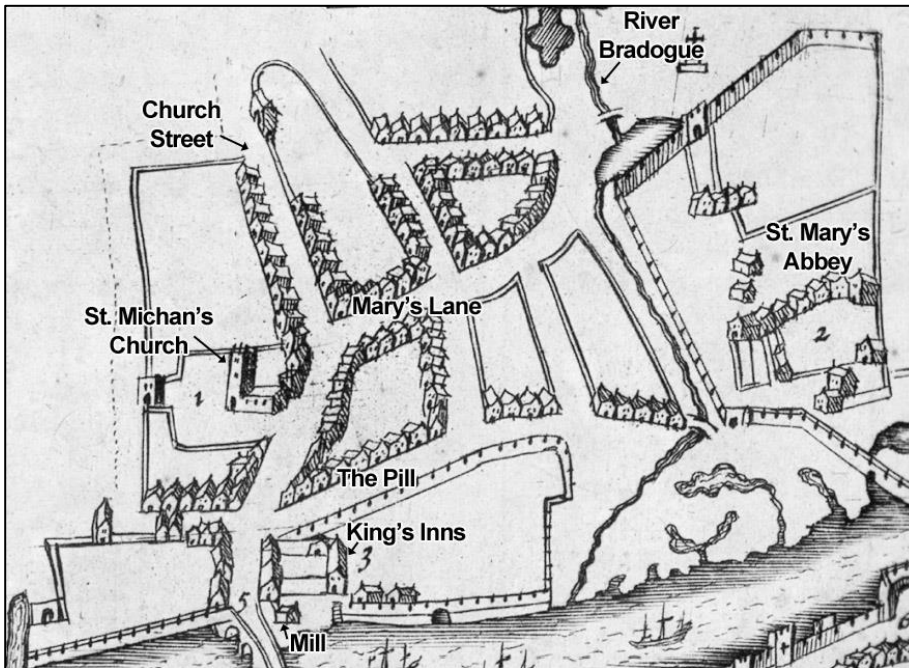 River
Bradogue
Church
Street
St. Mary's
Abbey
Mary's Lane
St. Michan's
Church
2
1
The Pill
King's Inns
3
5
Mill